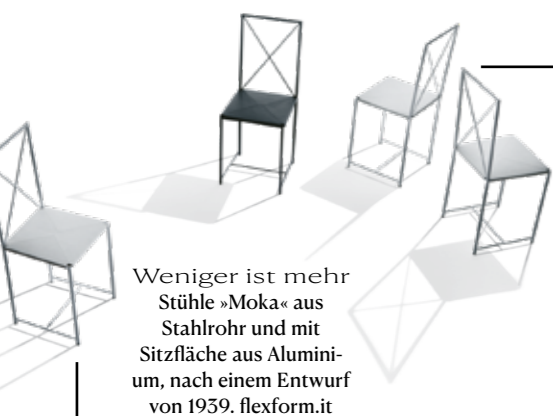 Weniger ist mehr
Stühle »Moka« aus
Stahlrohr und mit
Sitzfläche aus Alumini-
um, nach einem Entwurf
von 1939. flexform.it